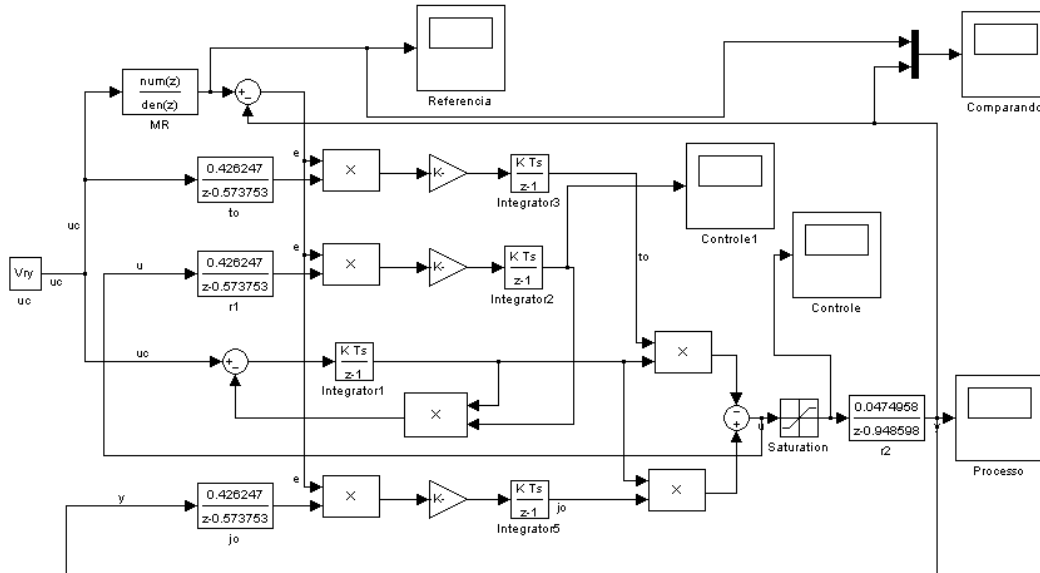 num(z)
den(z)
MR
Referencia
Comparando
e
0.426247
z-0.573753
to
×
K-
K Ts
z-1
Integrator3
Controle1
uc
Vry
uc
uc
u
0.426247
z-0.573753
r1
e
×
K-
K Ts
z-1
Integrator2
to
Controle
uc
K Ts
z-1
Integrator1
×
×
u
Saturation
0.0474958
z-0.948598
r2
y
Processo
y
0.426247
z-0.573753
jo
e
×
K-
K Ts
z-1
Integrator5
jo
×